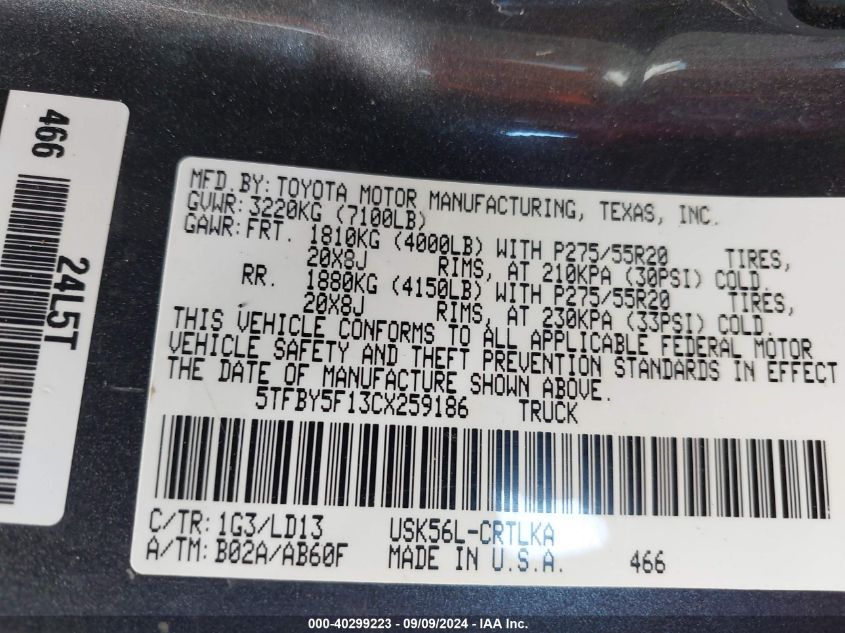 466
24L5T
MFD.BY: TOYOTA MOTOR MANUFACTURING, TEXAS, INC.
GVWR: 3220KG (7100LB)
GAWR: FRT. 1810KG (4000LB) WITH P275/55R20 TIRES,
20X8J RIMS, AT 210KPA (30PSI) COLD.
RR. 1880KG (4150LB) WITH P275/55R20 TIRES,
20X8J RIMS, AT 230KPA (33PSI) COLD.
THIS VEHICLE CONFORMS TO ALL APPLICABLE FEDERAL MOTOR
VEHICLE SAFETY AND THEFT PREVENTION STANDARDS IN EFFECT
THE DATE OF MANUFACTURE SHOWN ABOVE.
5TFBY5F13CX259186 TRUCK
C/TR: 1G3/LD13 USK56L-CRTLKA
A/TM: B02A/AB60F MADE IN U.S.A. 466
000-40299223 - 09/09/2024 - IAA Inc.